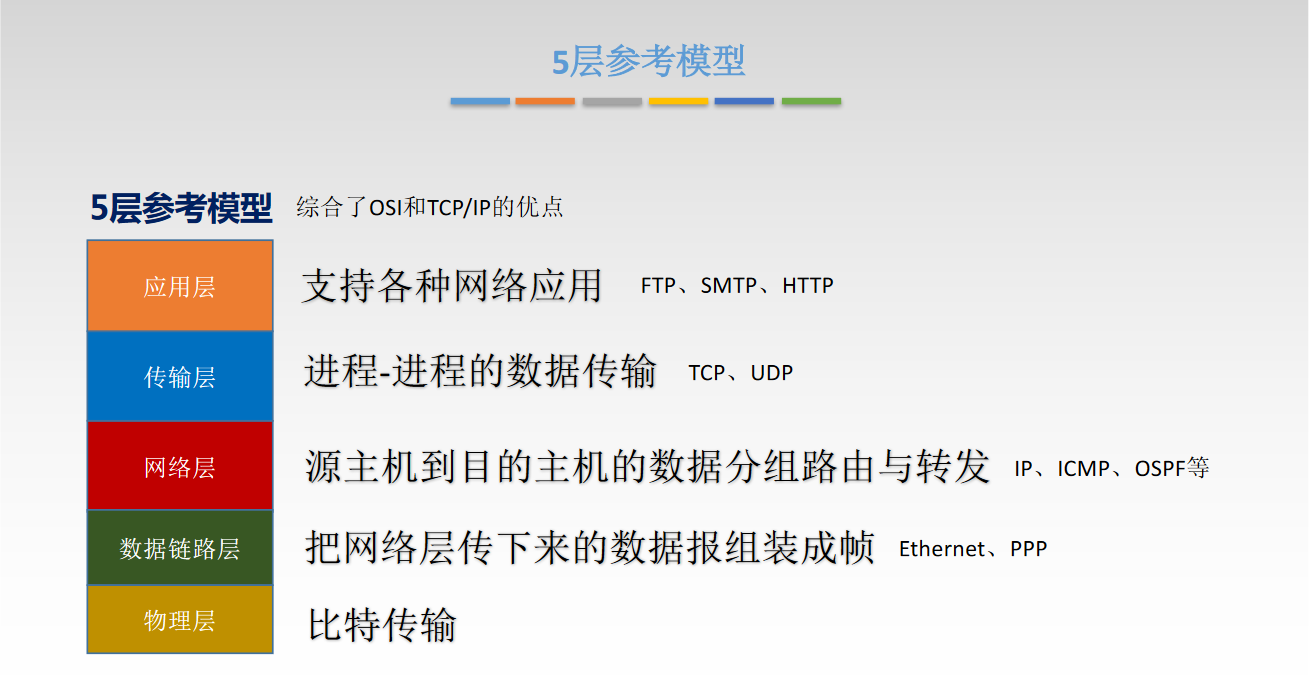 5层参考模型
5层参考模型 综合了OSI和TCP/IP的优点
应用层 支持各种网络应用 FTP、SMTP、HTTP
传输层 进程-进程的数据传输 TCP、UDP
网络层 源主机到目的主机的数据分组路由与转发 IP、ICMP、OSPF等
数据链路层 把网络层传下来的数据报组装成帧 Ethernet、PPP
物理层 比特传输